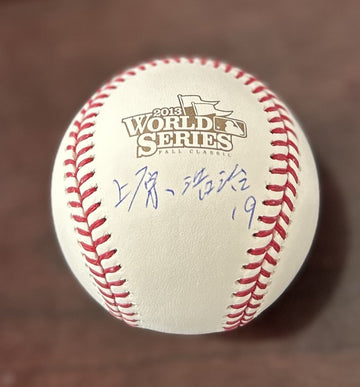 2013
WORLD
SERIES
FALL CLASSIC
上原浩治
19